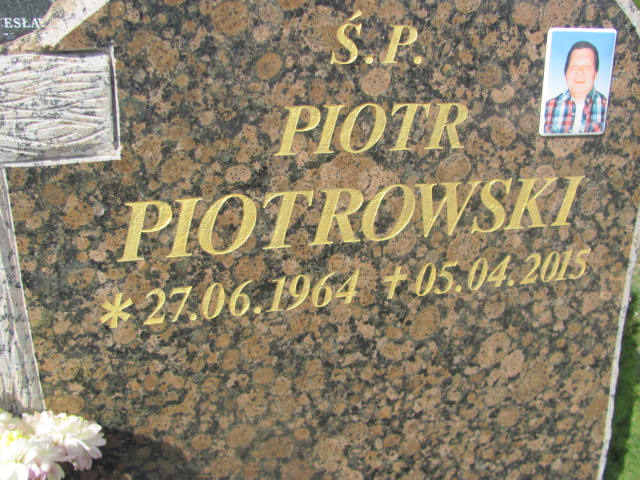 Ś.P.
PIOTR
PIOTROWSKI
* 27.06.1964 ✝ 05.04.2015